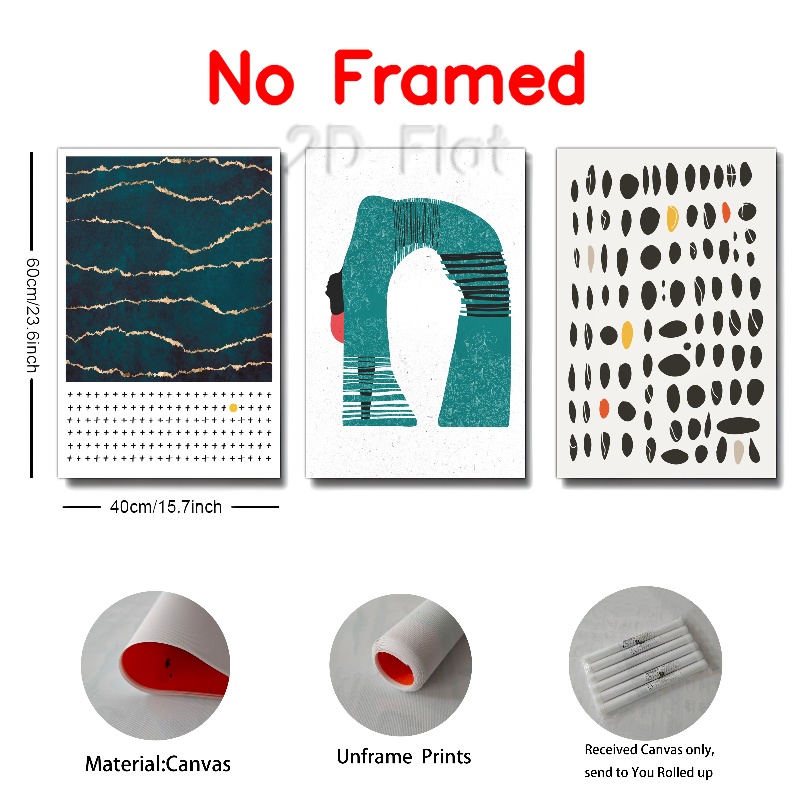 No Framed
2D Flat
60cm/23.6inch
40cm/15.7inch
Material:Canvas
Unframe Prints
Received Canvas only,
send to You Rolled up